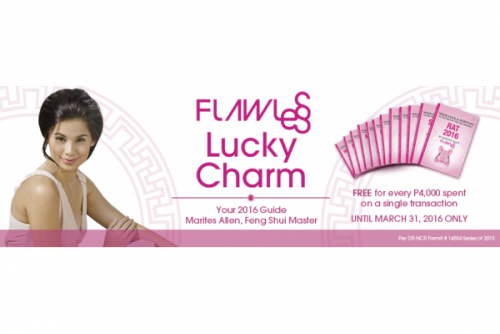 FLAWLESS
Lucky
Charm
Your 2016 Guide
Marites Allen, Feng Shui Master
RAT
2016
FLAWLESS
FREE for every P4,000 spent
on a single transaction
UNTIL MARCH 31, 2016 ONLY